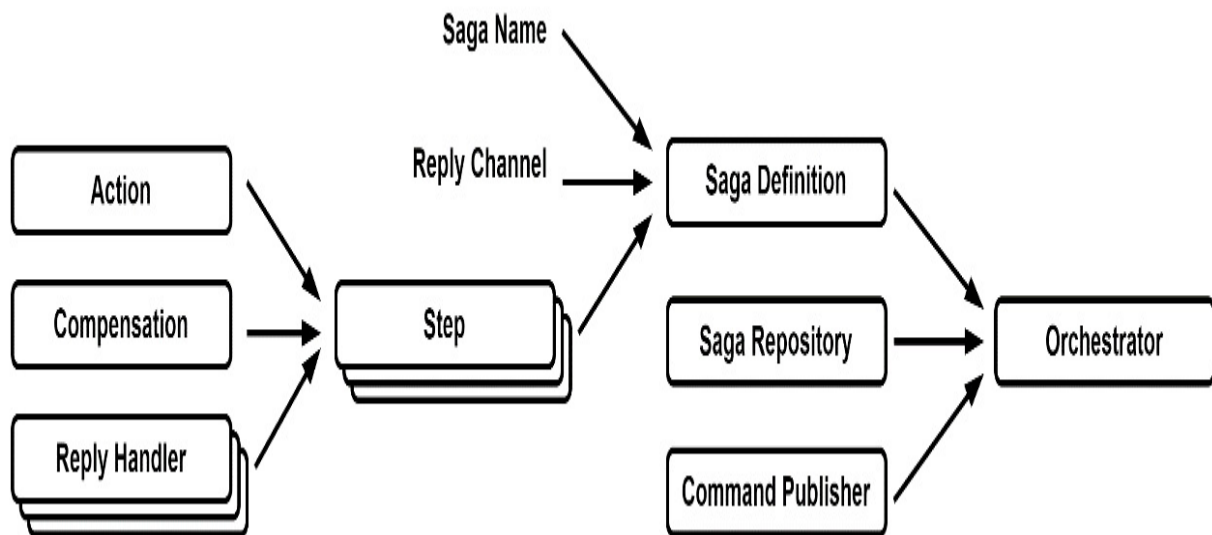 Saga Name
Reply Channel
Action
Compensation
Reply Handler
Step
Saga Definition
Saga Repository
Command Publisher
Orchestrator